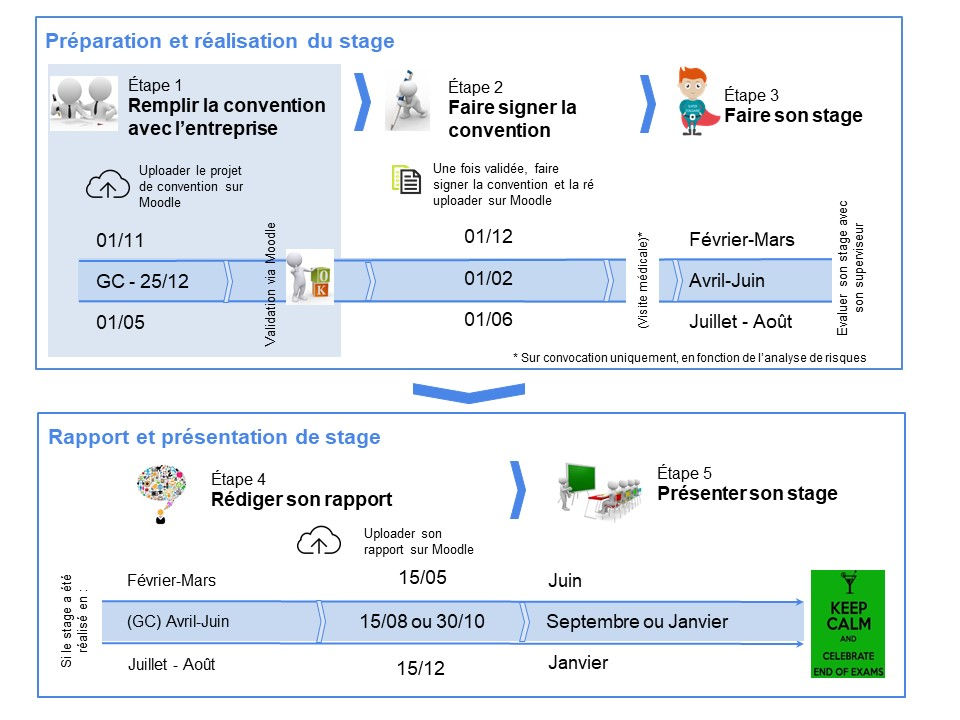 Préparation et réalisation du stage
Étape 1
Remplir la convention
avec l'entreprise
Étape 2
Faire signer la
convention
Étape 3
Faire son stage
Uploader le projet
de convention sur
Moodle
Une fois validée, faire
signer la convention et la ré
uploader sur Moodle
01/11
GC - 25/12
01/05
Validation via Moodle
OK
01/12
01/02
01/06
(Visite médicale)*
Février-Mars
Avril-Juin
Juillet - Août
Evaluer son stage avec
son superviseur
* Sur convocation uniquement, en fonction de l'analyse de risques
Rapport et présentation de stage
Étape 4
Rédiger son rapport
Étape 5
Présenter son stage
Uploader son
rapport sur Moodle
Si le stage a été
réalisé en :
Février-Mars
15/05
Juin
(GC) Avril-Juin
15/08 ou 30/10
Septembre ou Janvier
Juillet - Août
15/12
Janvier
KEEP
CALM
AND
CELEBRATE
END OF EXAMS